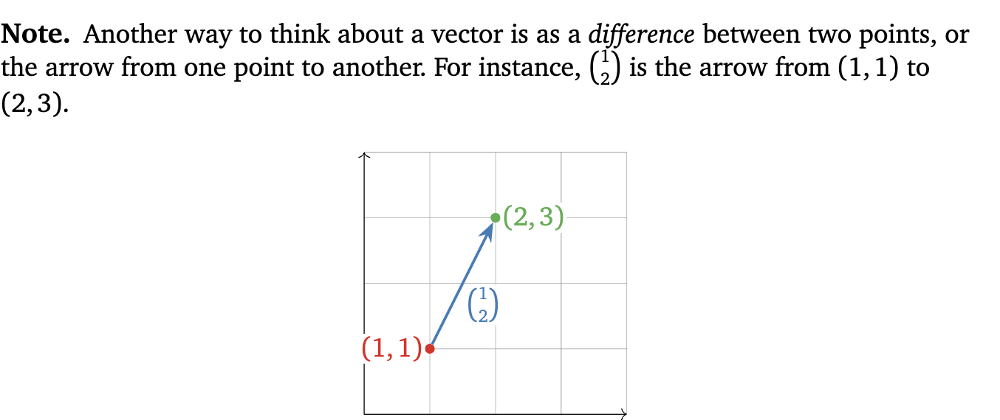 Note. Another way to think about a vector is as a difference between two points, or
the arrow from one point to another. For instance, (1 2) is the arrow from (1, 1) to
(2, 3).
(2, 3)
(1 2)
(1, 1)